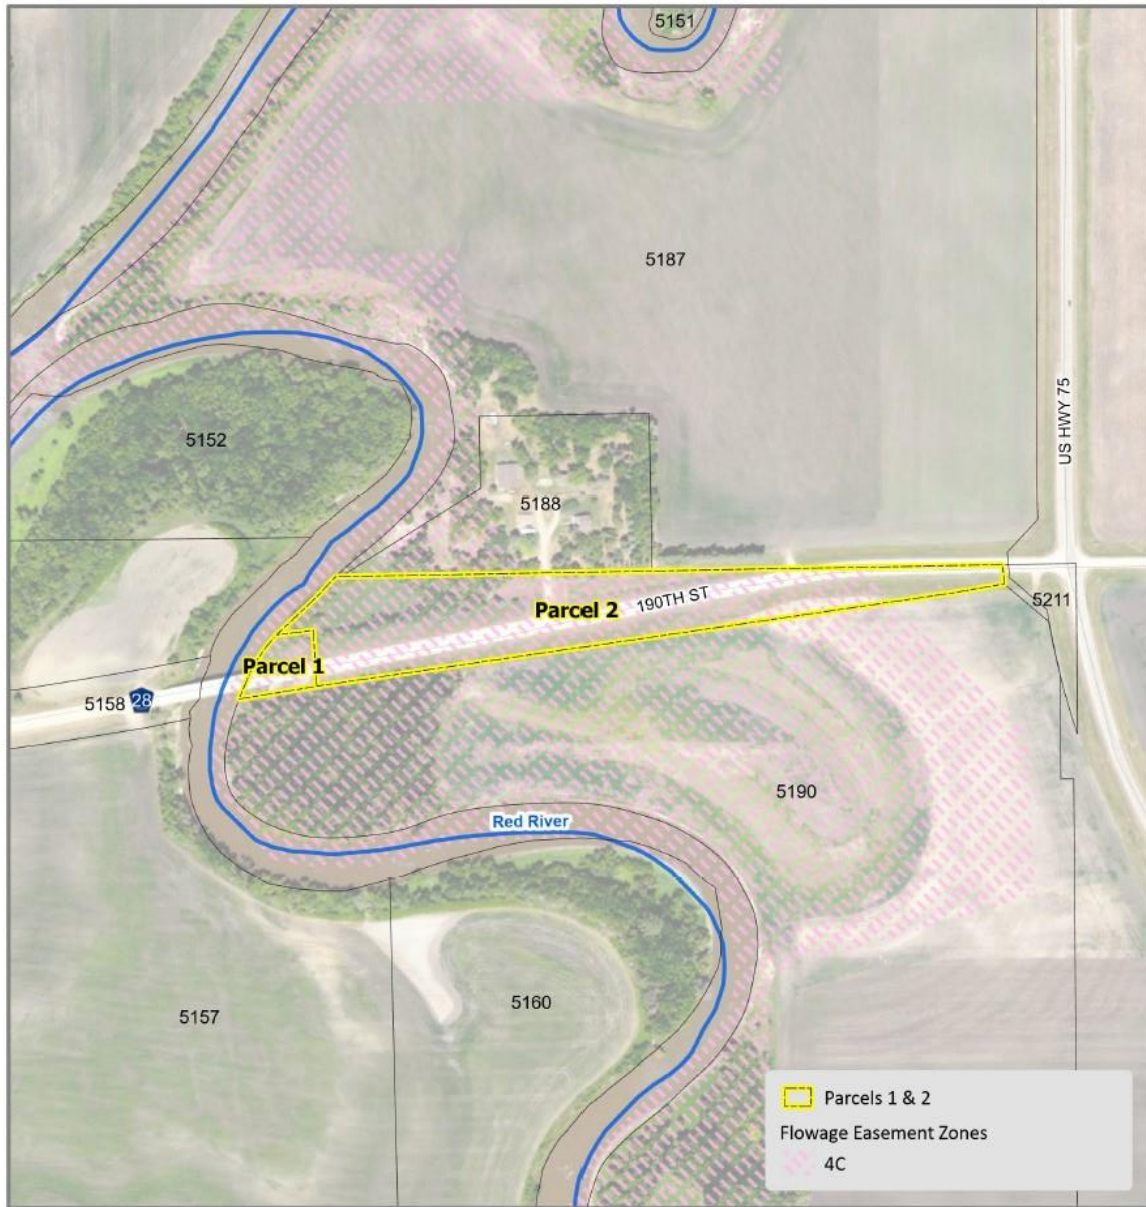 5151
5187
US HWY 75
5152
5188
190TH ST
Parcel 2
5211
Parcel 1
5158
28
5190
Red River
5160
5157
Parcels 1 & 2
Flowage Easement Zones
4C